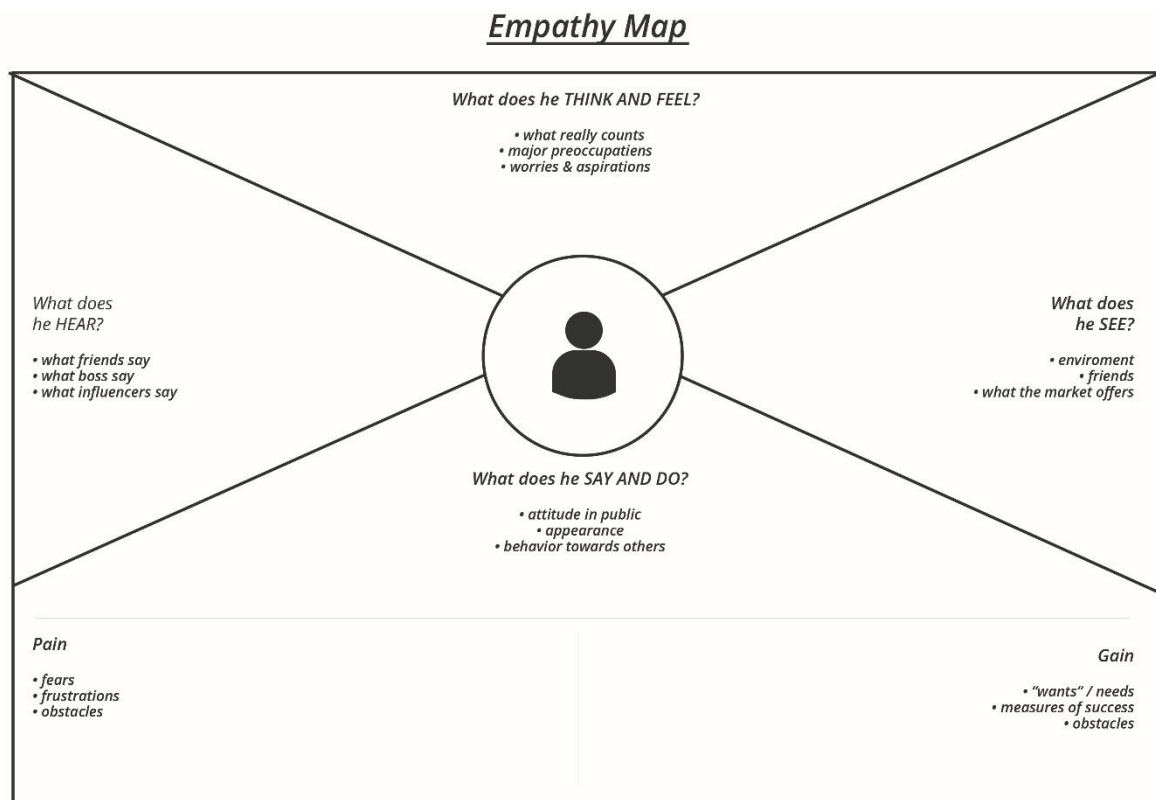 Empathy Map
What does he THINK AND FEEL?
• what really counts
• major preoccupatiens
• worries & aspirations
What does
he HEAR?
• what friends say
• what boss say
• what influencers say
What does
he SEE?
• enviroment
• friends
• what the market offers
What does he SAY AND DO?
• attitude in public
• appearance
• behavior towards others
Pain
• fears
• frustrations
• obstacles
Gain
• “wants” / needs
• measures of success
• obstacles